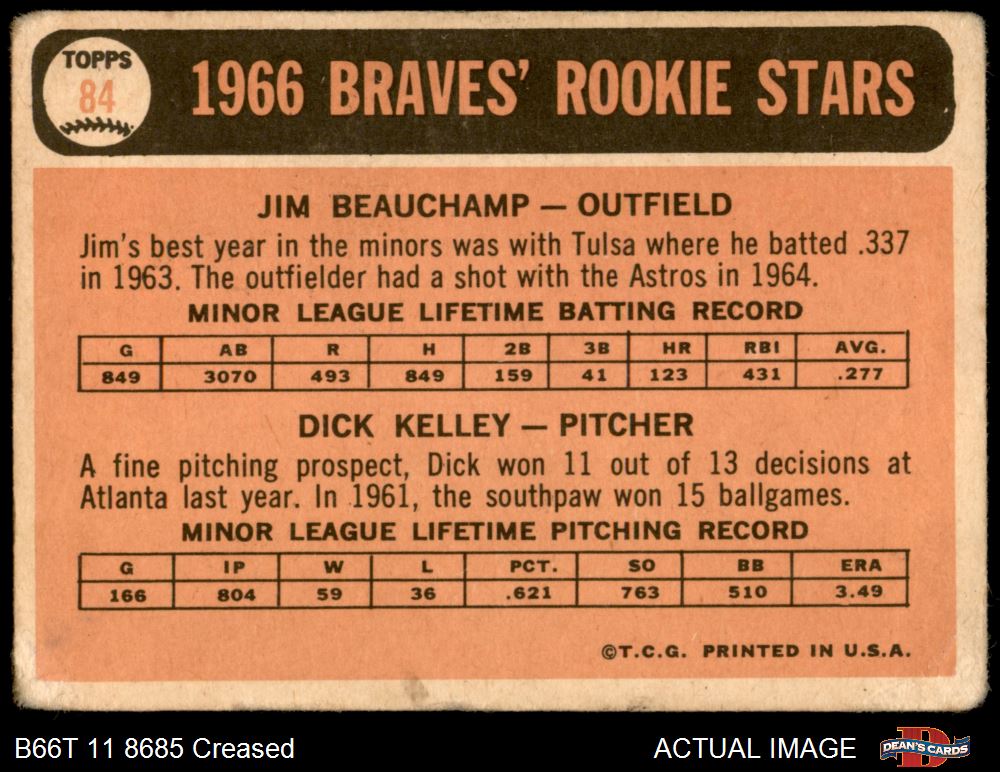 TOPPS
84
1966 BRAVES' ROOKIE STARS
JIM BEAUCHAMP — OUTFIELD
Jim's best year in the minors was with Tulsa where he batted .337
in 1963. The outfielder had a shot with the Astros in 1964.
MINOR LEAGUE LIFETIME BATTING RECORD
G AB R H 2B 3B HR RBI AVG.
849 3070 493 849 159 41 123 431 .277
DICK KELLEY — PITCHER
A fine pitching prospect, Dick won 11 out of 13 decisions at
Atlanta last year. In 1961, the southpaw won 15 ballgames.
MINOR LEAGUE LIFETIME PITCHING RECORD
G IP W L PCT. SO BB ERA
166 804 59 36 .621 763 510 3.49
©T.C.G. PRINTED IN U.S.A.
B66T 11 8685 Creased
ACTUAL IMAGE
DEAN'S CARDS